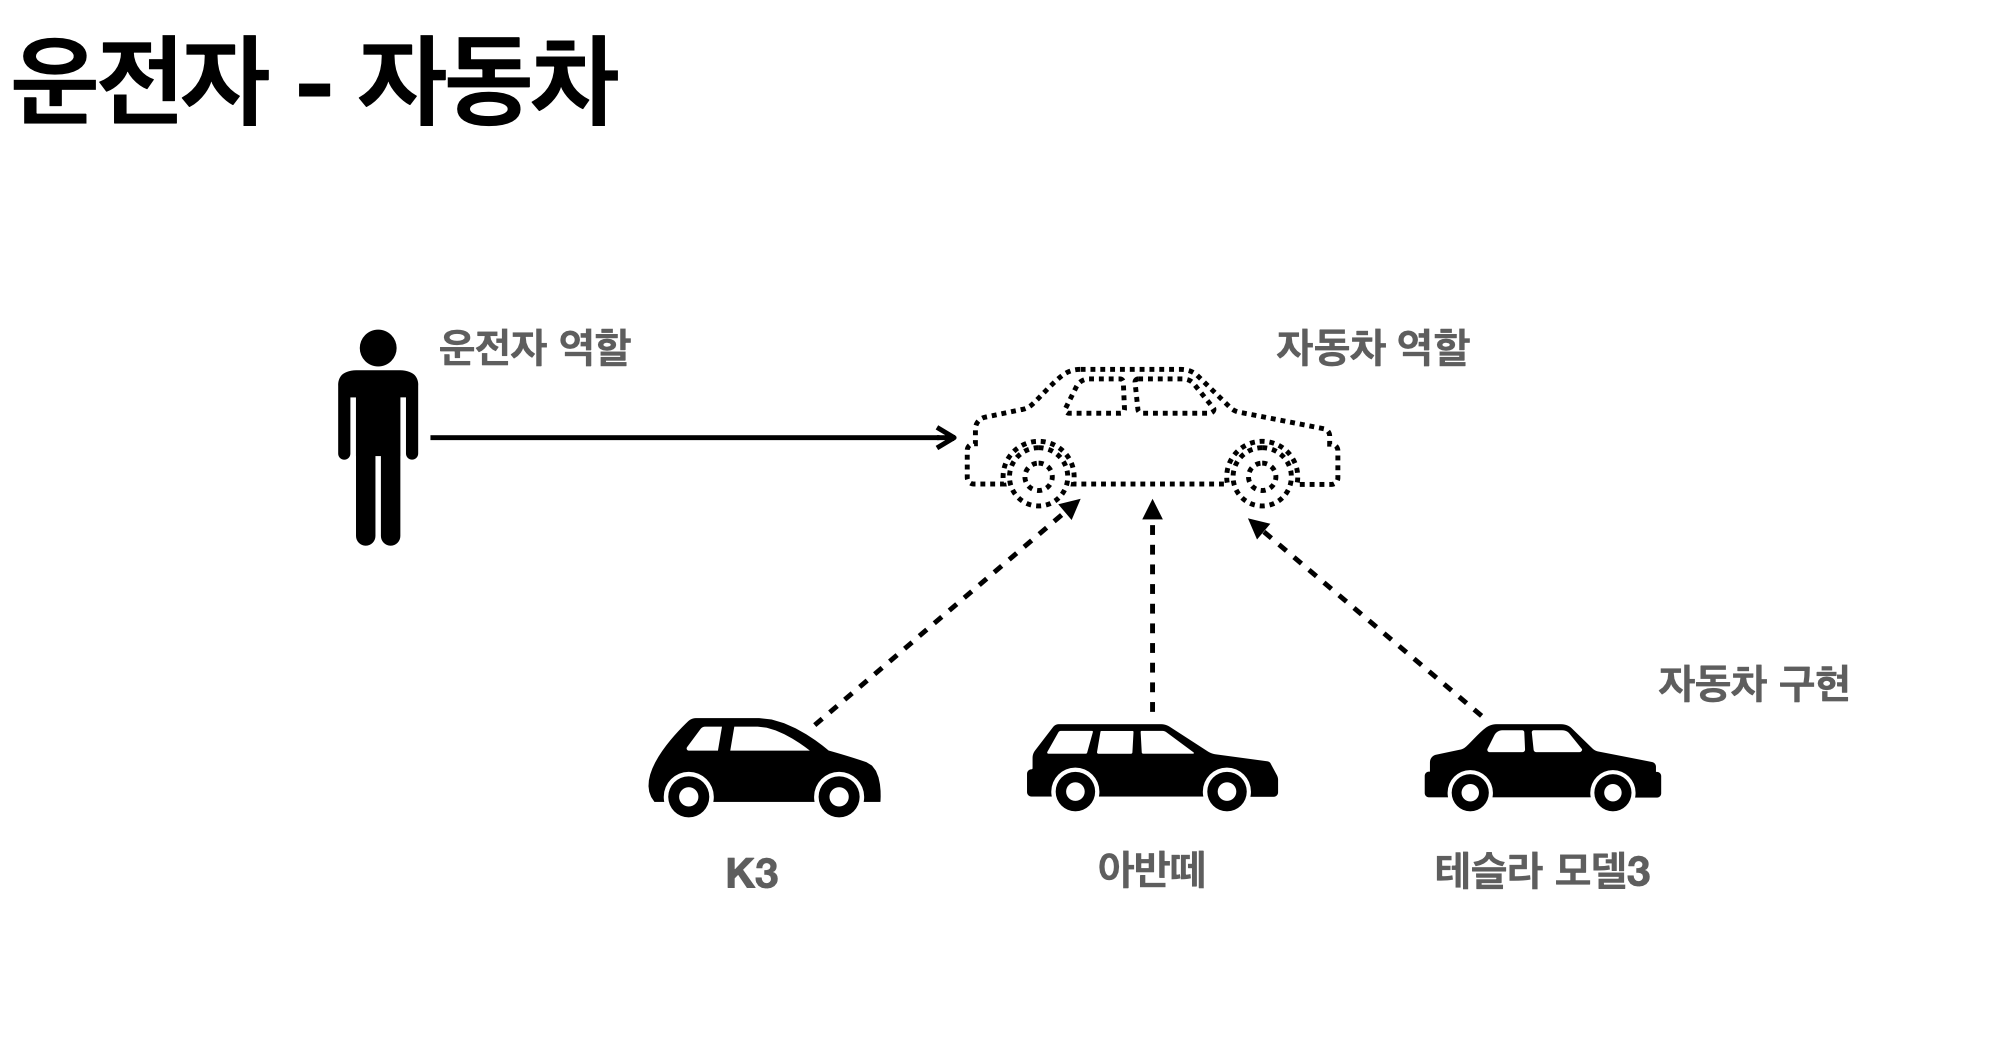 운전자 - 자동차
운전자 역할
자동차 역할
자동차 구현
K3
아반떼
테슬라 모델3